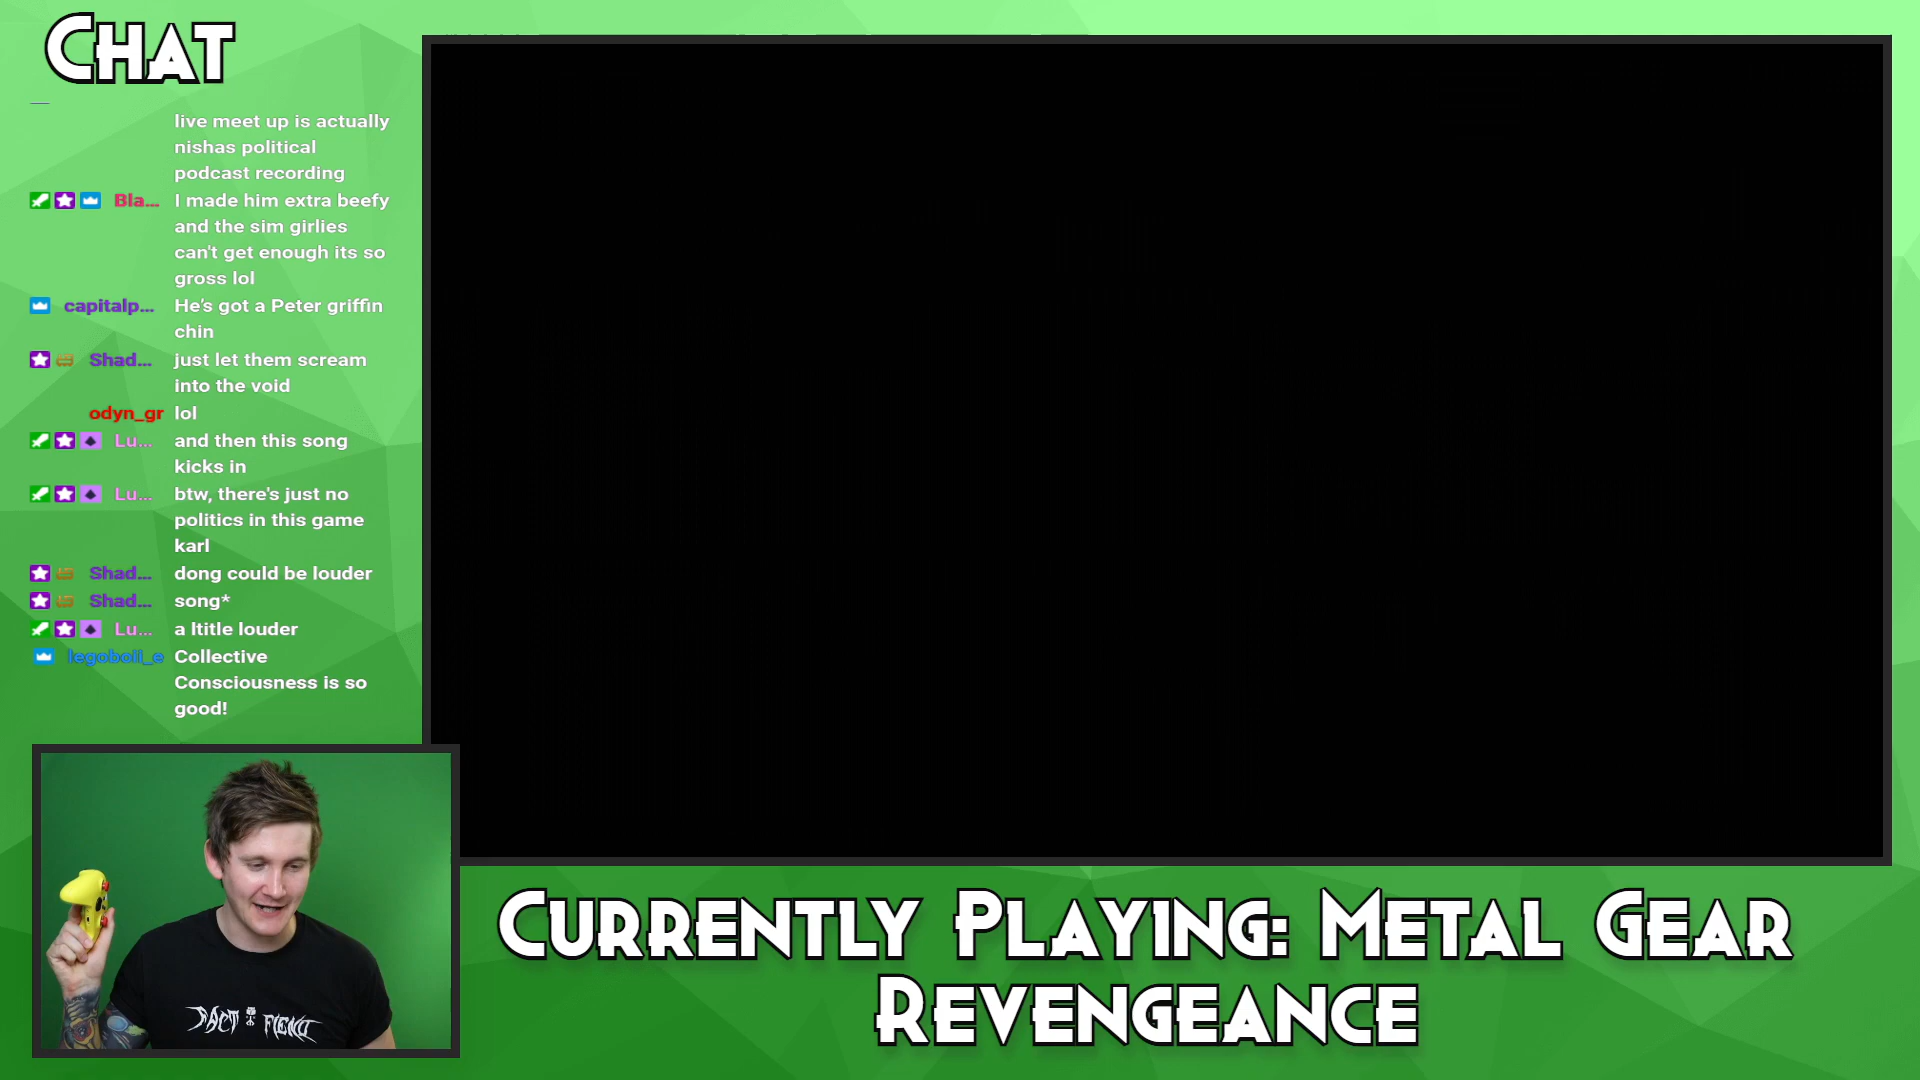 Chat
live meet up is actually
nishas political
podcast recording
Bla... I made him extra beefy
and the sim girlies
can't get enough its so
gross lol
capitalp... He's got a Peter griffin
chin
Shad... just let them scream
into the void
odyn_gr lol
Lu... and then this song
kicks in
Lu... btw, there's just no
politics in this game
karl
Shad... dong could be louder
Shad... song*
Lu... a ltitle louder
legoboii_e Collective
Consciousness is so
good!
FACT FIEND
Currently Playing: Metal Gear
Revengeance